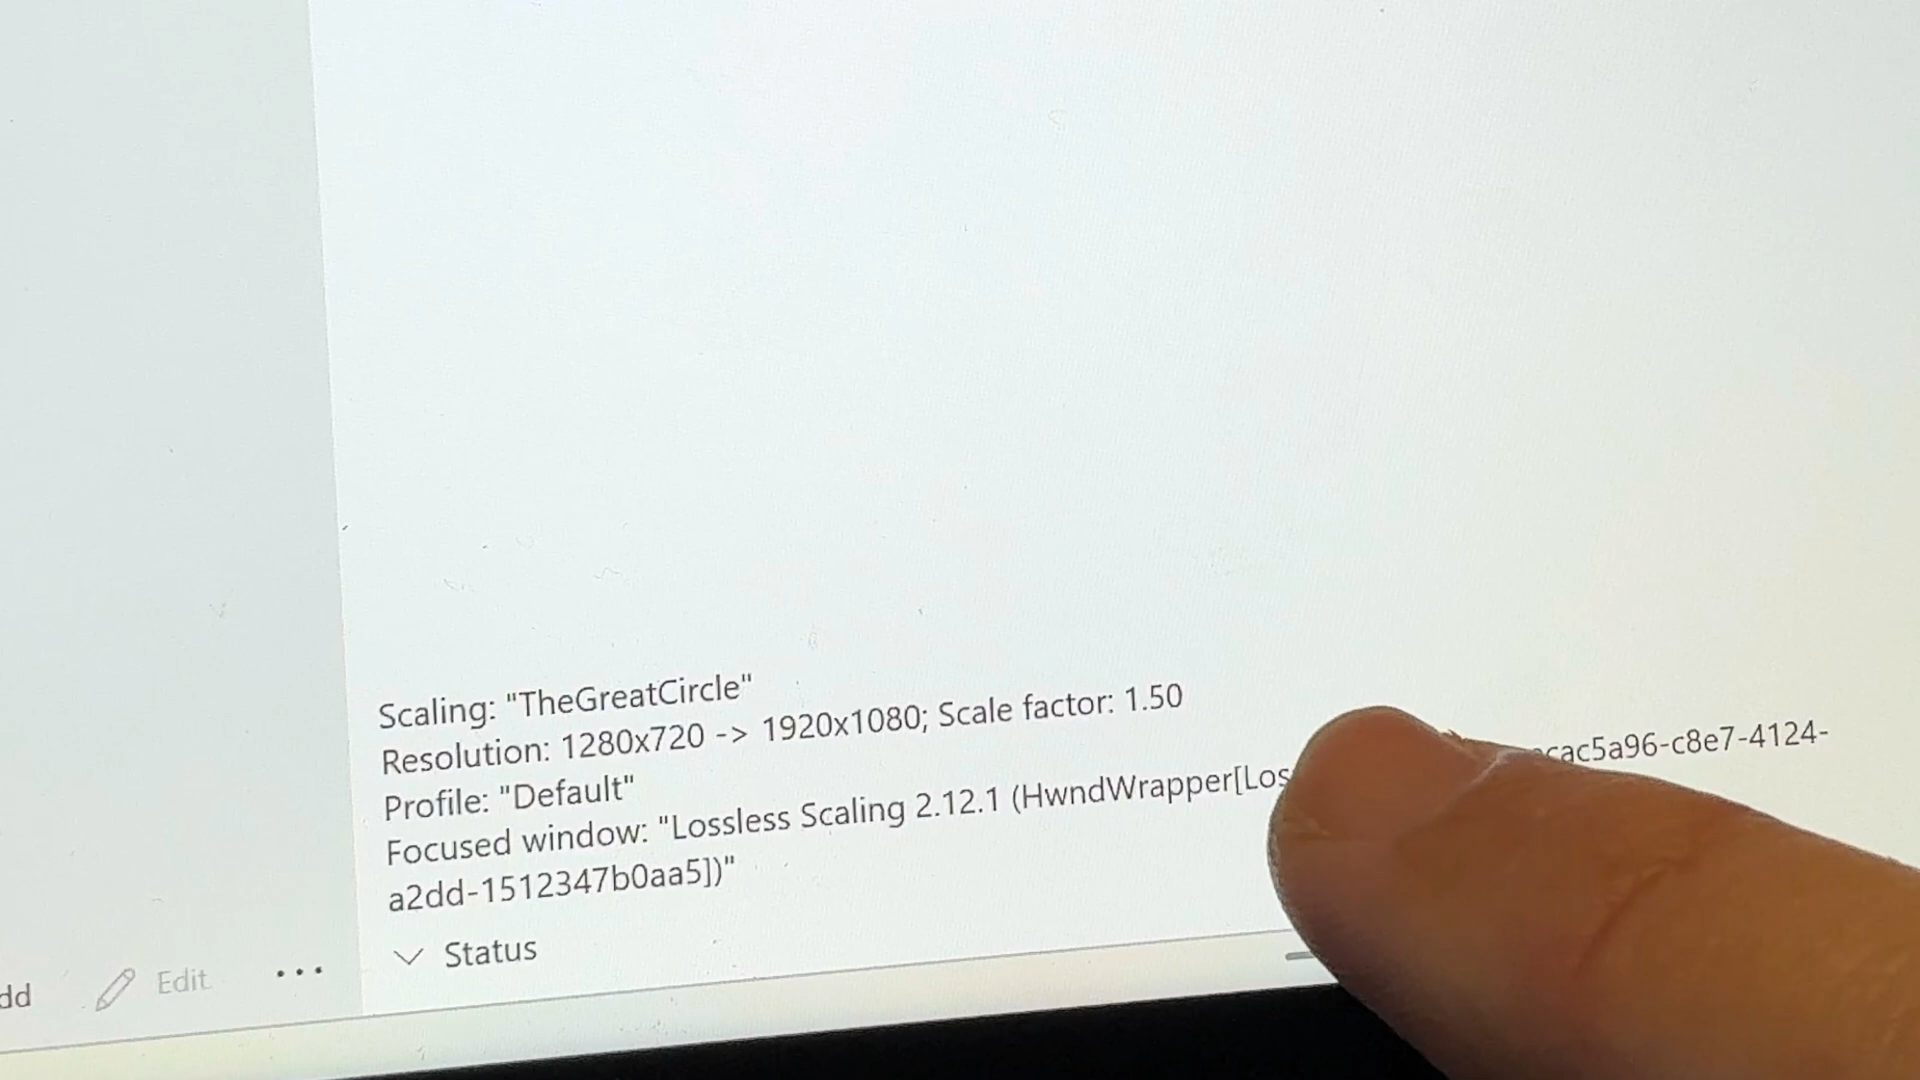 Scaling: "TheGreatCircle"
Resolution: 1280x720 -> 1920x1080; Scale factor: 1.50
Profile: "Default"
Focused window: "Lossless Scaling 2.12.1 (HwndWrapper[Los cac5a96-c8e7-4124-
a2dd-1512347b0aa5])"
Status
dd Edit ...